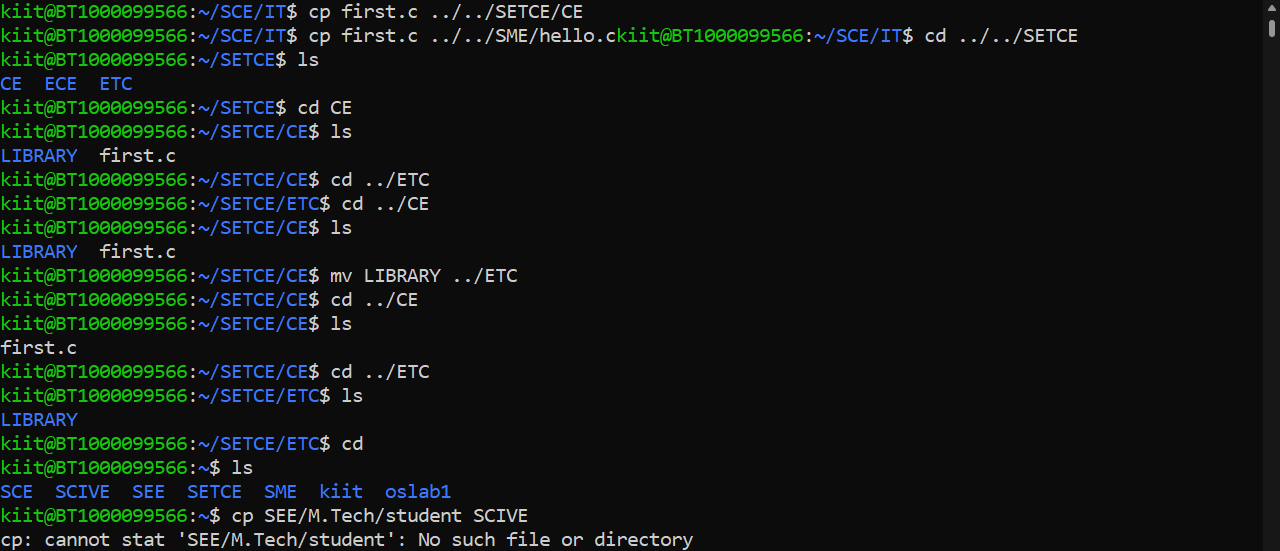 kiit@BT1000099566:~/SCE/IT$ cp first.c ../../SETCE/CE
kiit@BT1000099566:~/SCE/IT$ cp first.c ../../SME/hello.ckiit@BT1000099566:~/SCE/IT$ cd ../../SETCE
kiit@BT1000099566:~/SETCE$ ls
CE  ECE  ETC
kiit@BT1000099566:~/SETCE$ cd CE
kiit@BT1000099566:~/SETCE/CE$ ls
LIBRARY  first.c
kiit@BT1000099566:~/SETCE/CE$ cd ../ETC
kiit@BT1000099566:~/SETCE/ETC$ cd ../CE
kiit@BT1000099566:~/SETCE/CE$ ls
LIBRARY  first.c
kiit@BT1000099566:~/SETCE/CE$ mv LIBRARY ../ETC
kiit@BT1000099566:~/SETCE/CE$ cd ../CE
kiit@BT1000099566:~/SETCE/CE$ ls
first.c
kiit@BT1000099566:~/SETCE/CE$ cd ../ETC
kiit@BT1000099566:~/SETCE/ETC$ ls
LIBRARY
kiit@BT1000099566:~/SETCE/ETC$ cd
kiit@BT1000099566:~$ ls
SCE  SCIVE  SEE  SETCE  SME  kiit  oslab1
kiit@BT1000099566:~$ cp SEE/M.Tech/student SCIVE
cp: cannot stat 'SEE/M.Tech/student': No such file or directory